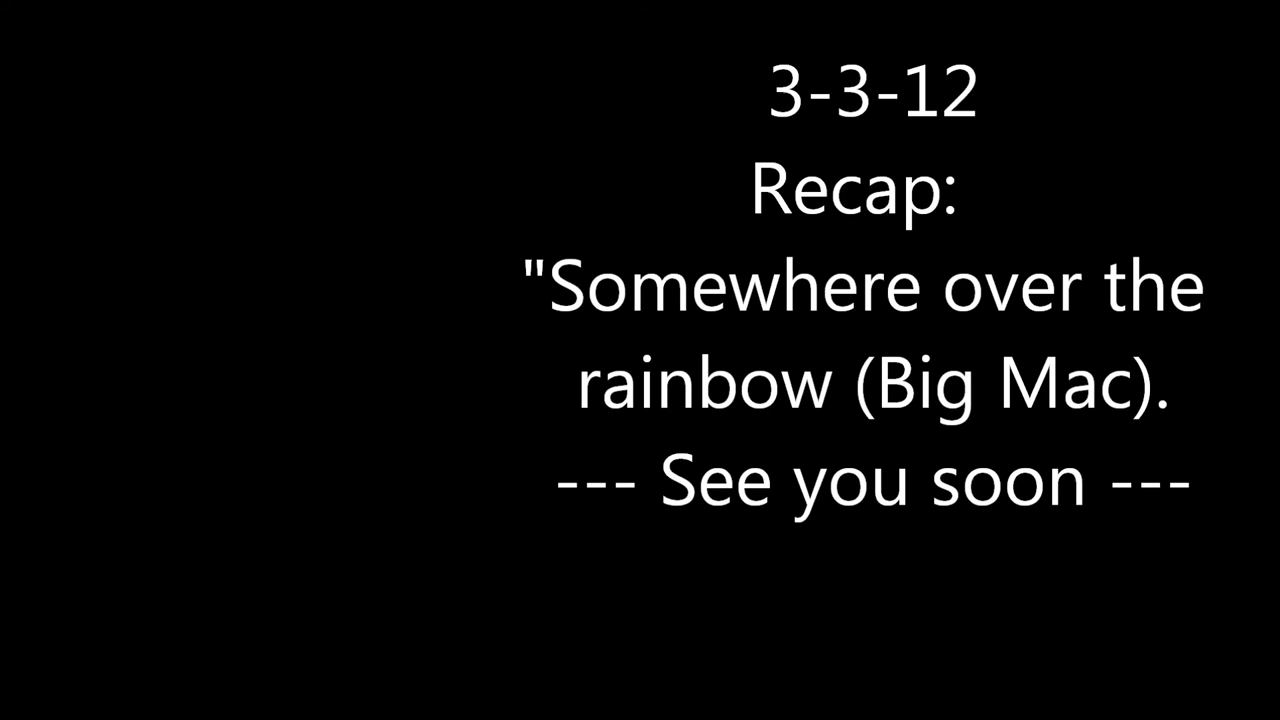 3-3-12
Recap:
"Somewhere over the
rainbow (Big Mac).
--- See you soon ---